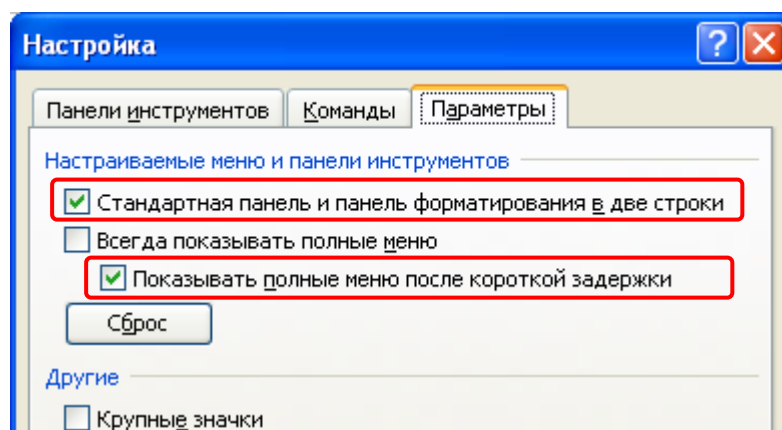 Настройка
Панели инструментов Команды Параметры
Настраиваемые меню и панели инструментов
Стандартная панель и панель форматирования в две строки
Всегда показывать полные меню
Показывать полные меню после короткой задержки
Сброс
Другие
Крупные значки